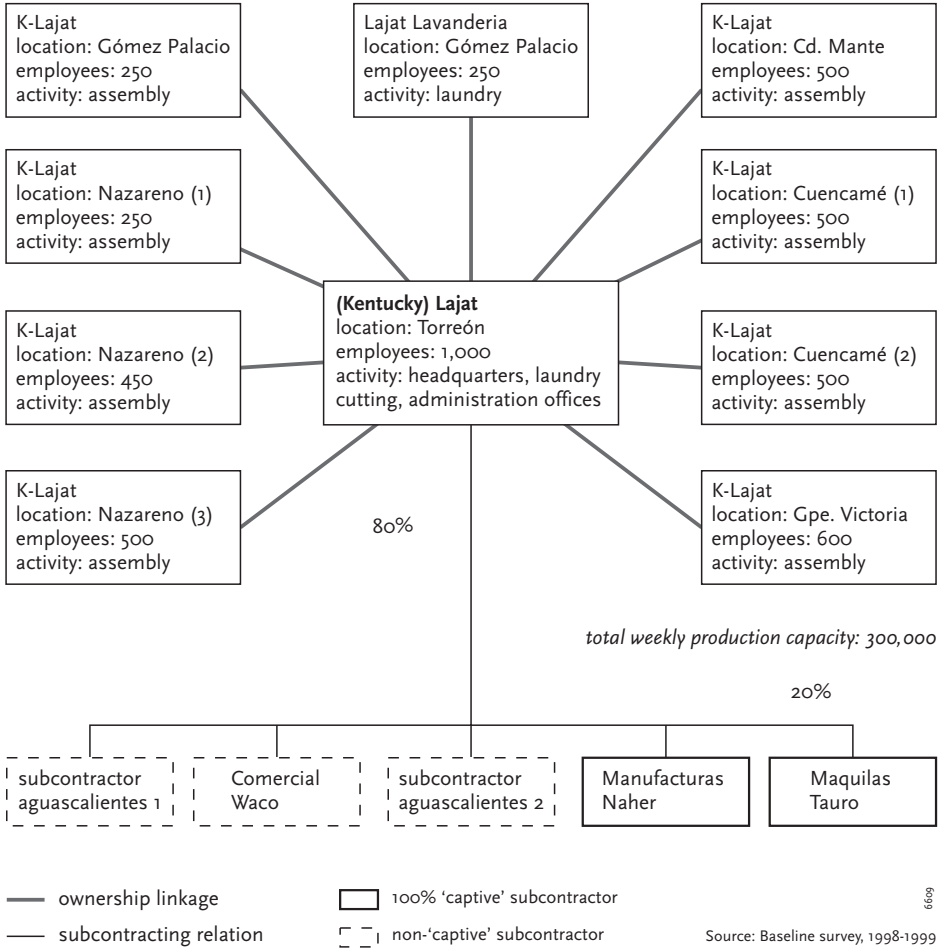 K-Lajat
location: Gómez Palacio
employees: 250
activity: assembly
Lajat Lavanderia
location: Gómez Palacio
employees: 250
activity: laundry
K-Lajat
location: Cd. Mante
employees: 500
activity: assembly
K-Lajat
location: Nazareno (1)
employees: 250
activity: assembly
K-Lajat
location: Cuencamé (1)
employees: 500
activity: assembly
(Kentucky) Lajat
location: Torreón
employees: 1,000
activity: headquarters, laundry
cutting, administration offices
K-Lajat
location: Nazareno (2)
employees: 450
activity: assembly
K-Lajat
location: Cuencamé (2)
employees: 500
activity: assembly
K-Lajat
location: Nazareno (3)
employees: 500
activity: assembly
K-Lajat
location: Gpe. Victoria
employees: 600
activity: assembly
80%
total weekly production capacity: 300,000
20%
subcontractor
aguascalientes 1
Comercial
Waco
subcontractor
aguascalientes 2
Manufacturas
Naher
Maquilas
Tauro
ownership linkage
100% ‘captive’ subcontractor
subcontracting relation
non-‘captive’ subcontractor
6609
Source: Baseline survey, 1998-1999